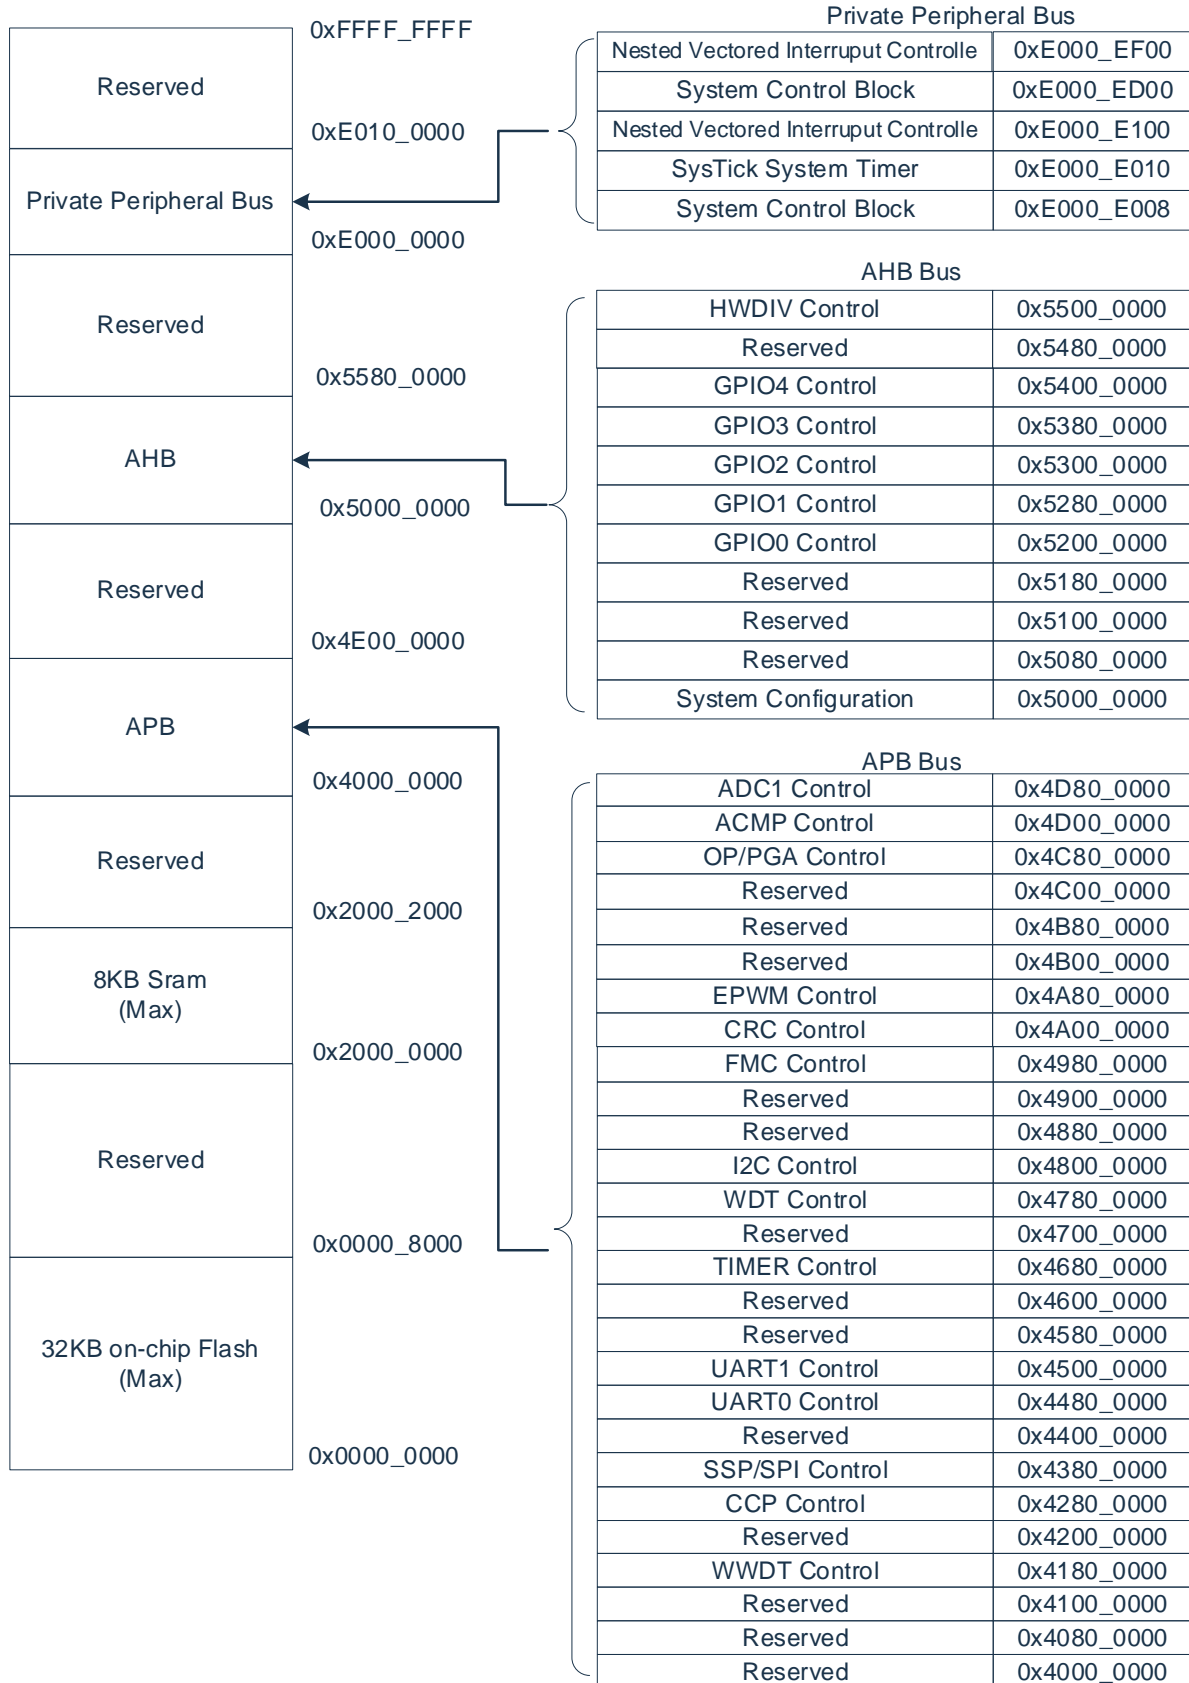 0xFFFF_FFFF
Reserved
0xE010_0000
Private Peripheral Bus
0xE000_0000
Reserved
0x5580_0000
AHB
0x5000_0000
Reserved
0x4E00_0000
APB
0x4000_0000
Reserved
0x2000_2000
8KB Sram
(Max)
0x2000_0000
Reserved
0x0000_8000
32KB on-chip Flash
(Max)
0x0000_0000
Private Peripheral Bus
Nested Vectored Interruput Controlle 0xE000_EF00
System Control Block 0xE000_ED00
Nested Vectored Interruput Controlle 0xE000_E100
SysTick System Timer 0xE000_E010
System Control Block 0xE000_E008
AHB Bus
HWDIV Control 0x5500_0000
Reserved 0x5480_0000
GPIO4 Control 0x5400_0000
GPIO3 Control 0x5380_0000
GPIO2 Control 0x5300_0000
GPIO1 Control 0x5280_0000
GPIO0 Control 0x5200_0000
Reserved 0x5180_0000
Reserved 0x5100_0000
Reserved 0x5080_0000
System Configuration 0x5000_0000
APB Bus
ADC1 Control 0x4D80_0000
ACMP Control 0x4D00_0000
OP/PGA Control 0x4C80_0000
Reserved 0x4C00_0000
Reserved 0x4B80_0000
Reserved 0x4B00_0000
EPWM Control 0x4A80_0000
CRC Control 0x4A00_0000
FMC Control 0x4980_0000
Reserved 0x4900_0000
Reserved 0x4880_0000
I2C Control 0x4800_0000
WDT Control 0x4780_0000
Reserved 0x4700_0000
TIMER Control 0x4680_0000
Reserved 0x4600_0000
Reserved 0x4580_0000
UART1 Control 0x4500_0000
UART0 Control 0x4480_0000
Reserved 0x4400_0000
SSP/SPI Control 0x4380_0000
CCP Control 0x4280_0000
Reserved 0x4200_0000
WWDT Control 0x4180_0000
Reserved 0x4100_0000
Reserved 0x4080_0000
Reserved 0x4000_0000